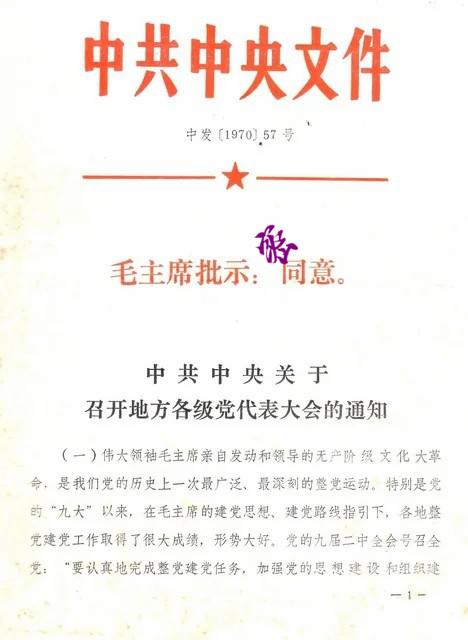 中共中央文件
中发〔1970〕57号
毛主席批示：同意。
中共中央关于
召开地方各级党代表大会的通知
（一）伟大领袖毛主席亲自发动和领导的无产阶级文化大革
命，是我们党的历史上一次最广泛、最深刻的整党运动。特别是党
的“九大”以来，在毛主席的建党思想、建党路线指引下，各地整
党建党工作取得了很大成绩，形势大好。党的九届二中全会号召全
党：“要认真地完成整党建党任务，加强党的思想建设和组织建
—1—